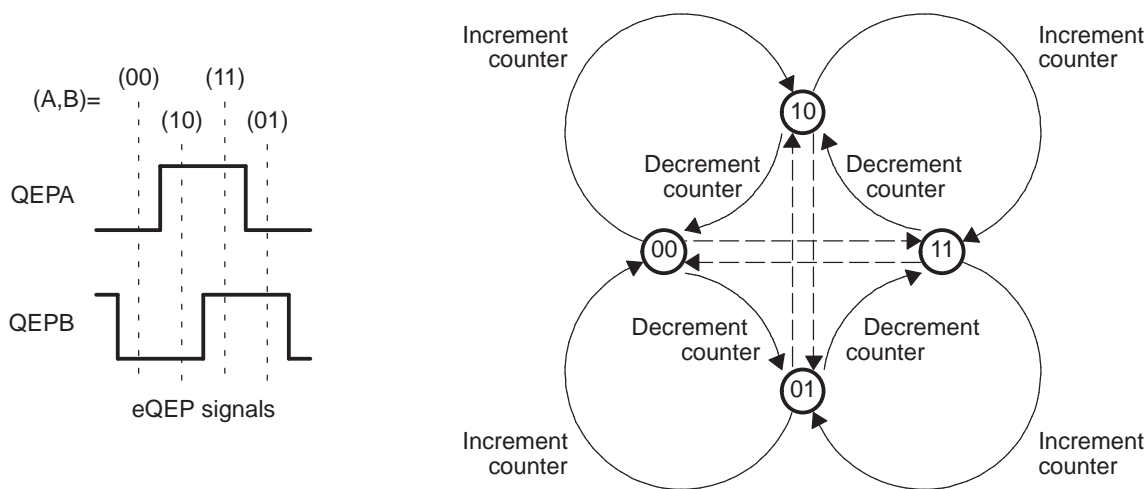 (A,B)=
(00)
(11)
(10)
(01)
QEPA
QEPB
eQEP signals
Increment
counter
Increment
counter
10
Decrement
counter
Decrement
counter
00
11
Decrement
counter
Decrement
counter
01
Increment
counter
Increment
counter